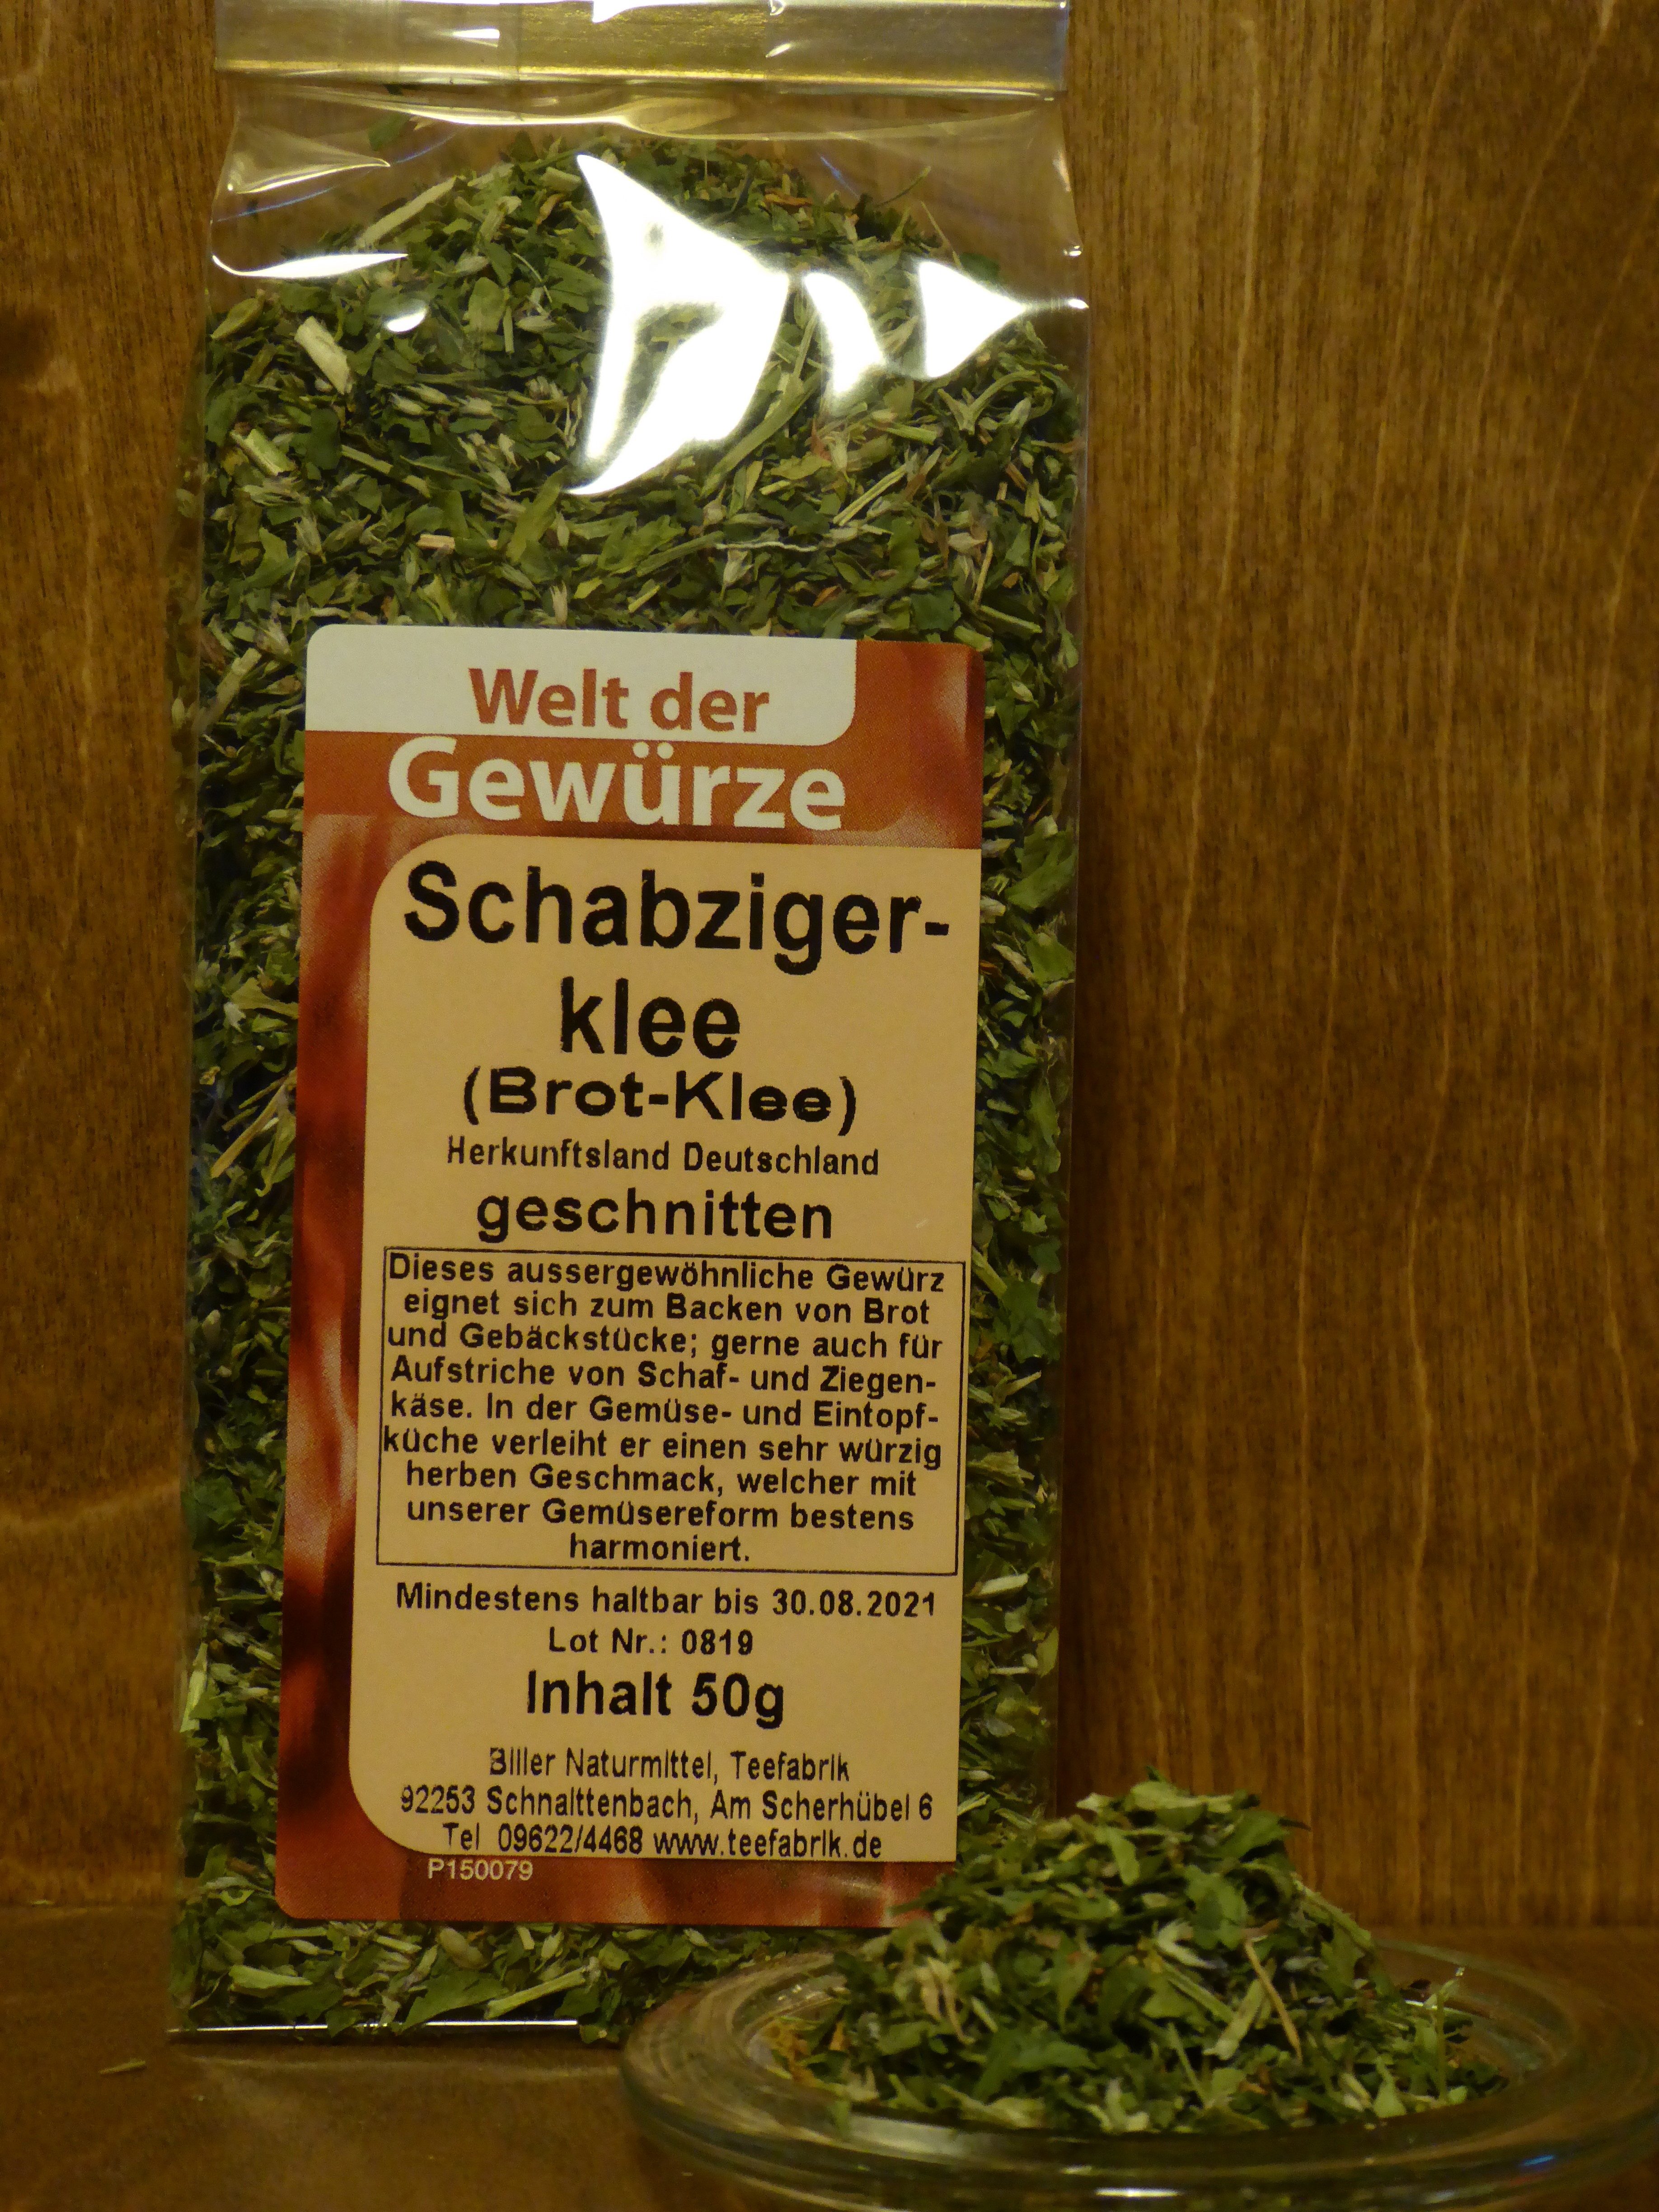 Welt der
Gewürze
Schabziger-
klee
(Brot-Klee)
Herkunftsland Deutschland
geschnitten
Dieses aussergewöhnliche Gewürz
eignet sich zum Backen von Brot
und Gebäckstücke; gerne auch für
Aufstriche von Schaf- und Ziegen-
käse. In der Gemüse- und Eintopf-
küche verleiht er einen sehr würzig
herben Geschmack, welcher mit
unserer Gemüsereform bestens
harmoniert.
Mindestens haltbar bis 30.08.2021
Lot Nr.: 0819
Inhalt 50g
Biller Naturmittel, Teefabrik
92253 Schnaittenbach, Am Scherhübel 6
Tel 09622/4468 www.teefabrik.de
P150079